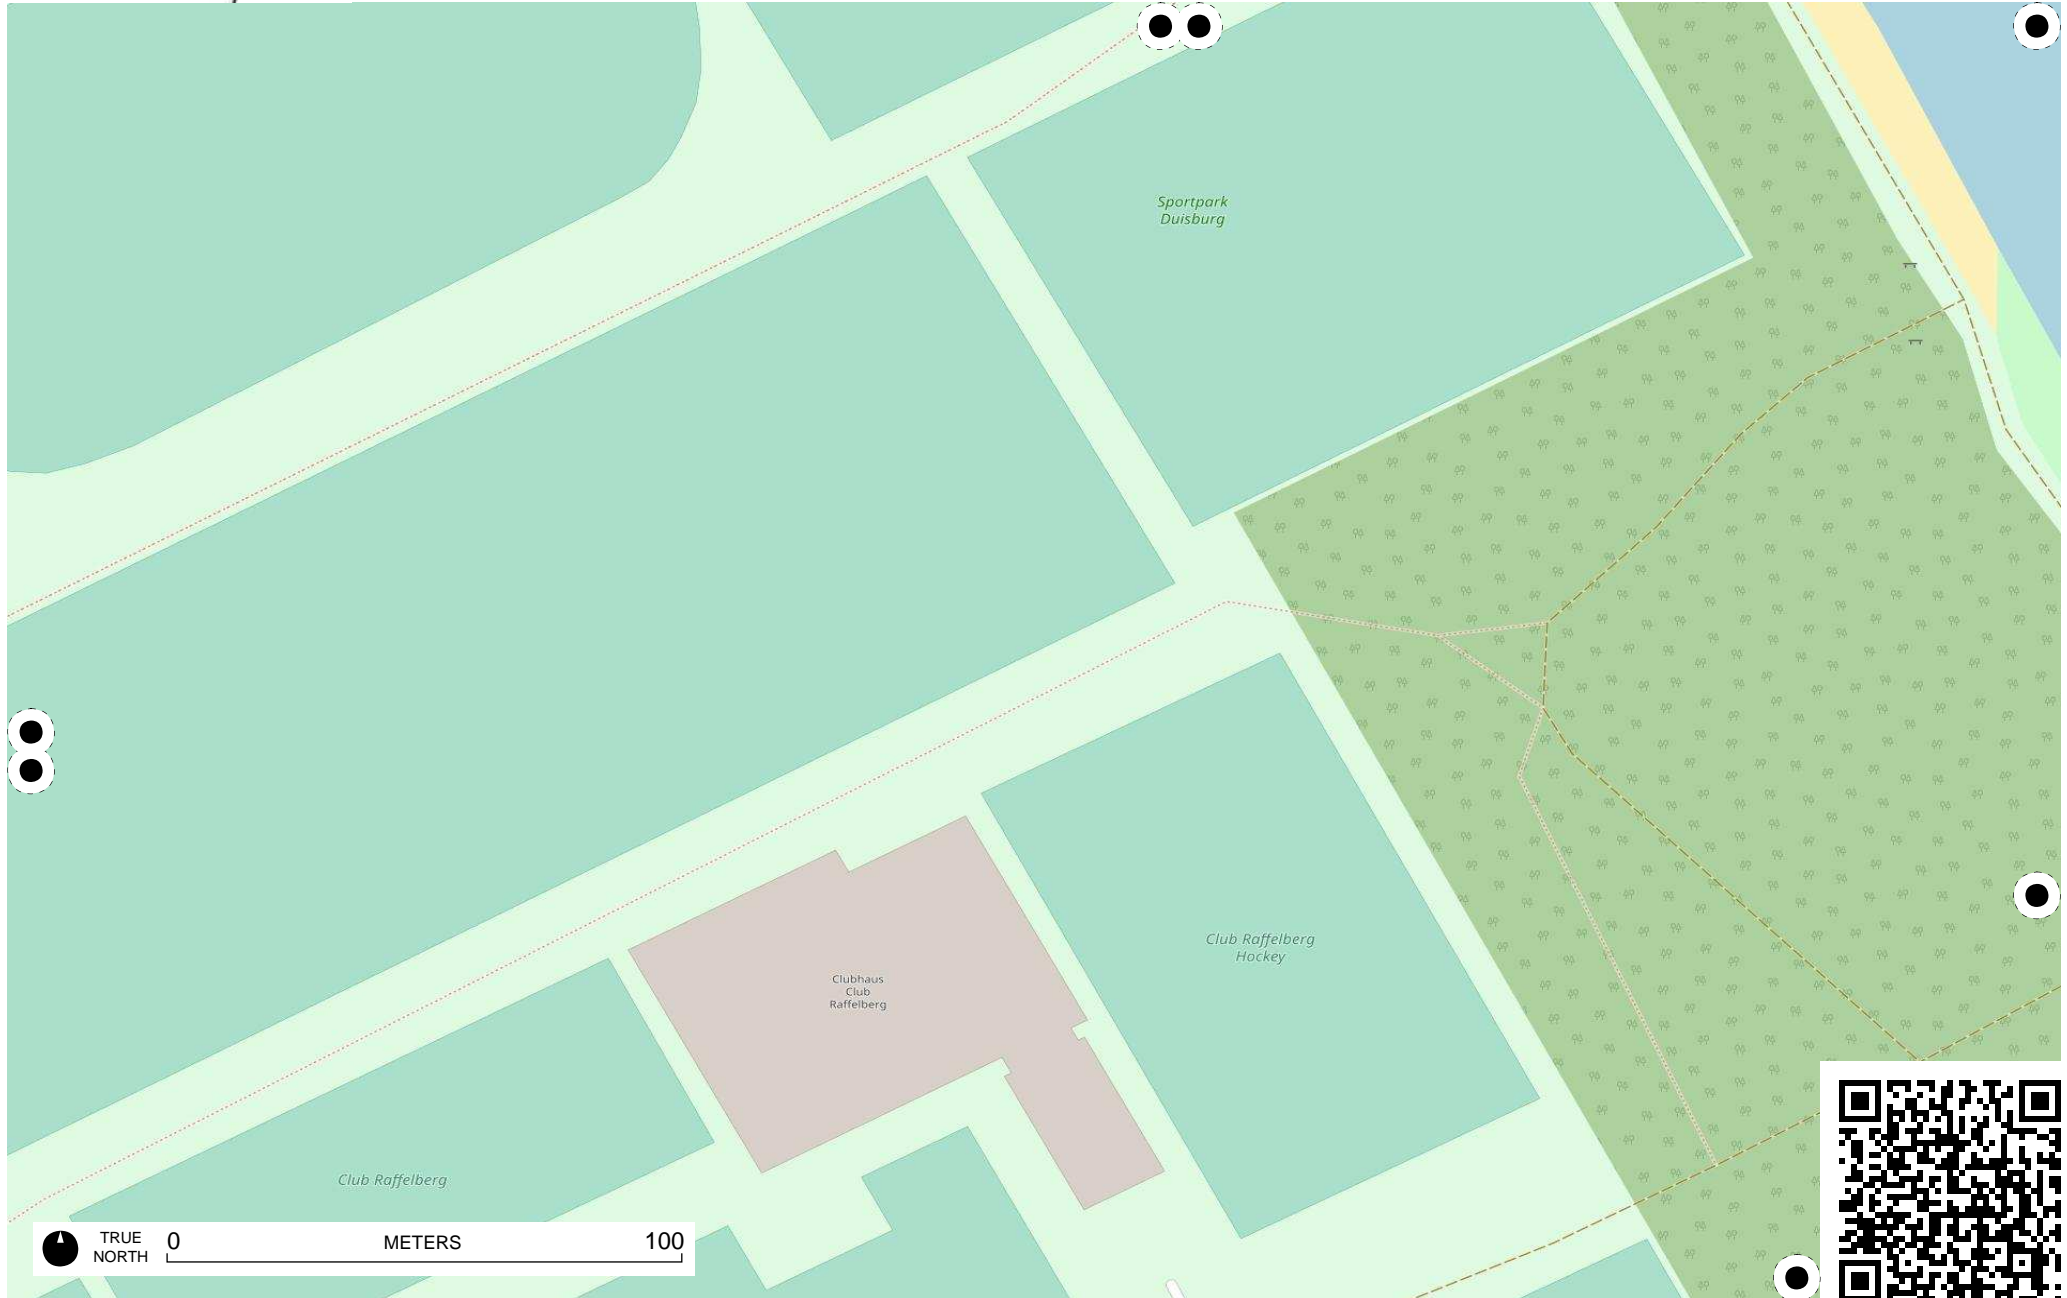 Sportpark
Duisburg
Club Raffelberg
Hockey
Clubhaus
Club
Raffelberg
Club Raffelberg
TRUE
NORTH
0 METERS 100